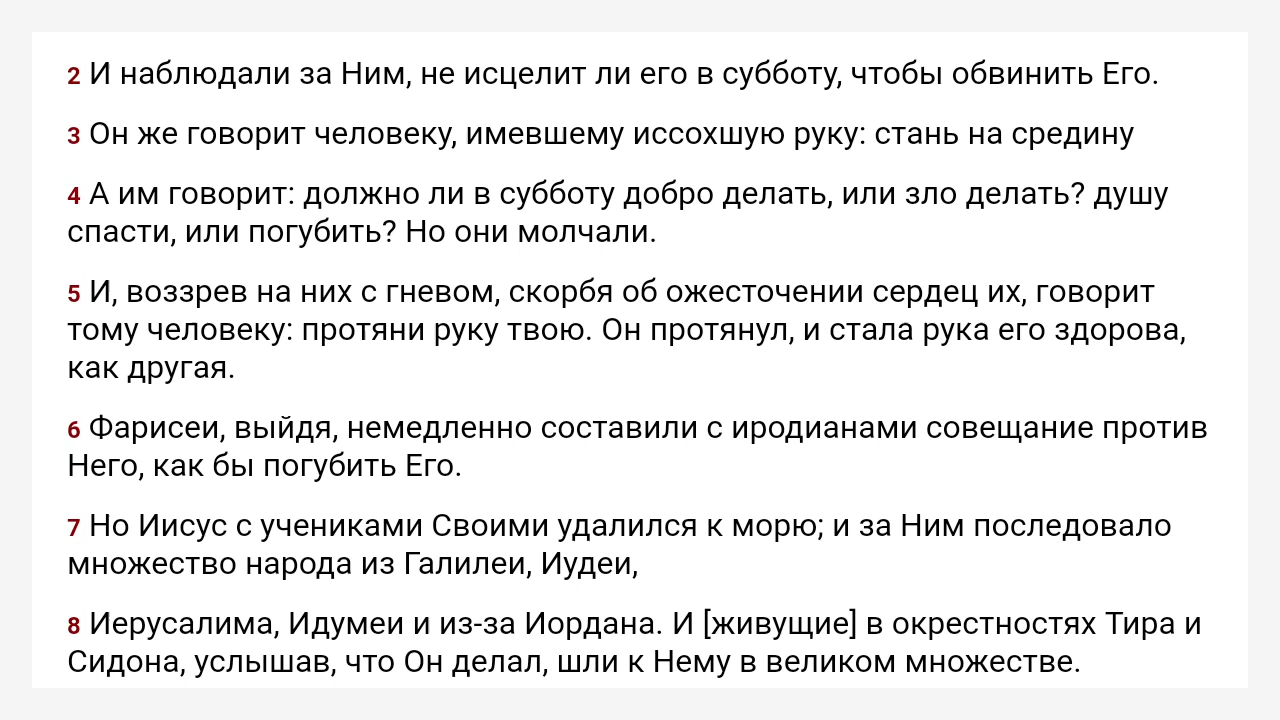 2 И наблюдали за Ним, не исцелит ли его в субботу, чтобы обвинить Его.
3 Он же говорит человеку, имевшему иссохшую руку: стань на средину
4 А им говорит: должно ли в субботу добро делать, или зло делать? душу
спасти, или погубить? Но они молчали.
5 И, воззрев на них с гневом, скорбя об ожесточении сердец их, говорит
тому человеку: протяни руку твою. Он протянул, и стала рука его здорова,
как другая.
6 Фарисеи, выйдя, немедленно составили с иродианами совещание против
Него, как бы погубить Его.
7 Но Иисус с учениками Своими удалился к морю; и за Ним последовало
множество народа из Галилеи, Иудеи,
8 Иерусалима, Идумеи и из-за Иордана. И [живущие] в окрестностях Тира и
Сидона, услышав, что Он делал, шли к Нему в великом множестве.